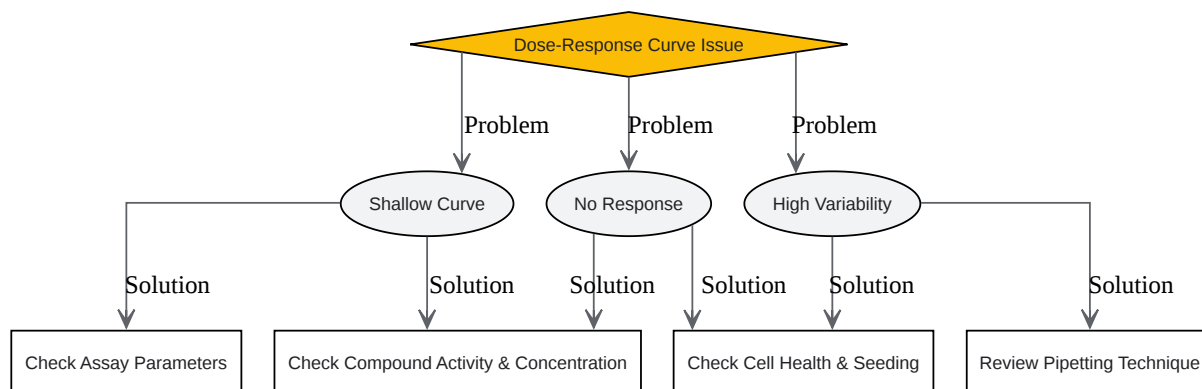 Dose-Response Curve Issue
Problem
Problem
Problem
Shallow Curve
No Response
High Variability
Solution
Solution
Solution
Solution
Solution
Solution
Check Assay Parameters
Check Compound Activity & Concentration
Check Cell Health & Seeding
Review Pipetting Technique